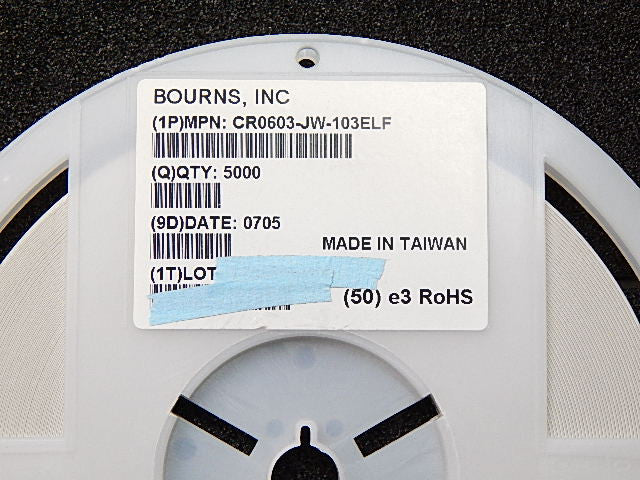 BOURNS, INC
(1P)MPN: CR0603-JW-103ELF
(Q)QTY: 5000
(9D)DATE: 0705
MADE IN TAIWAN
(1T)LOT
(50) e3 RoHS